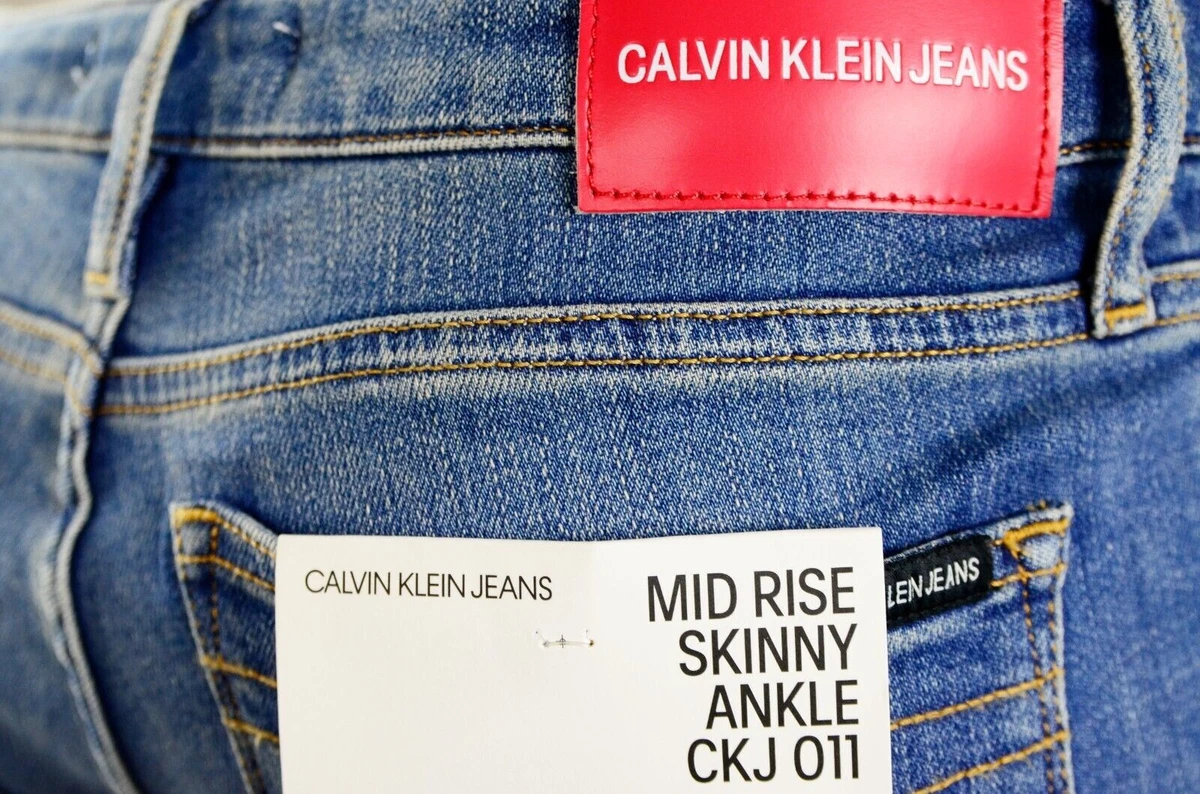 CALVIN KLEIN JEANS
CALVIN KLEIN JEANS
MID RISE
SKINNY
ANKLE
CKJ 011
LEIN JEANS